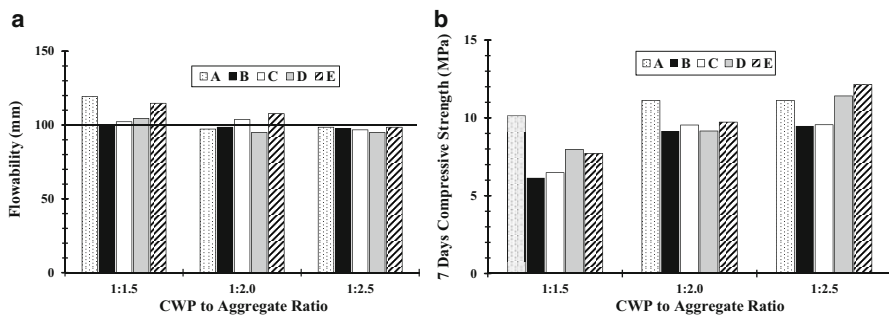 a
150
100
50
0
Flowability (mm)
A B C D E
1:1.5 1:2.0 1:2.5
CWP to Aggregate Ratio
b
15
10
5
0
7 Days Compressive Strength (MPa)
A B C D E
1:1.5 1:2.0 1:2.5
CWP to Aggregate Ratio